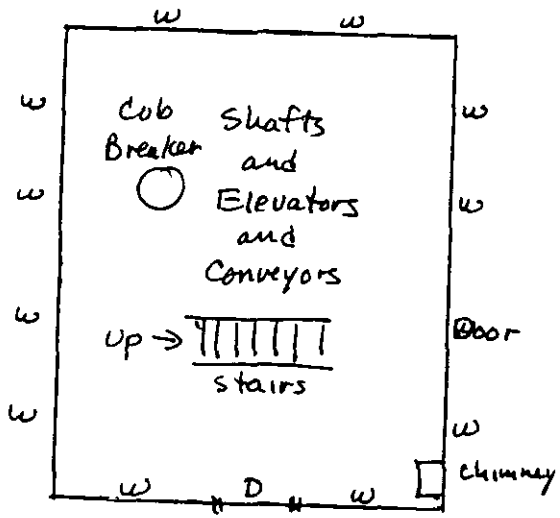 W W
W
Cob Shafts
W
Breaker and
W
Elevators
W
and
Conveyors
W
Door
Up →
stairs
W
W
Chimney
W D W